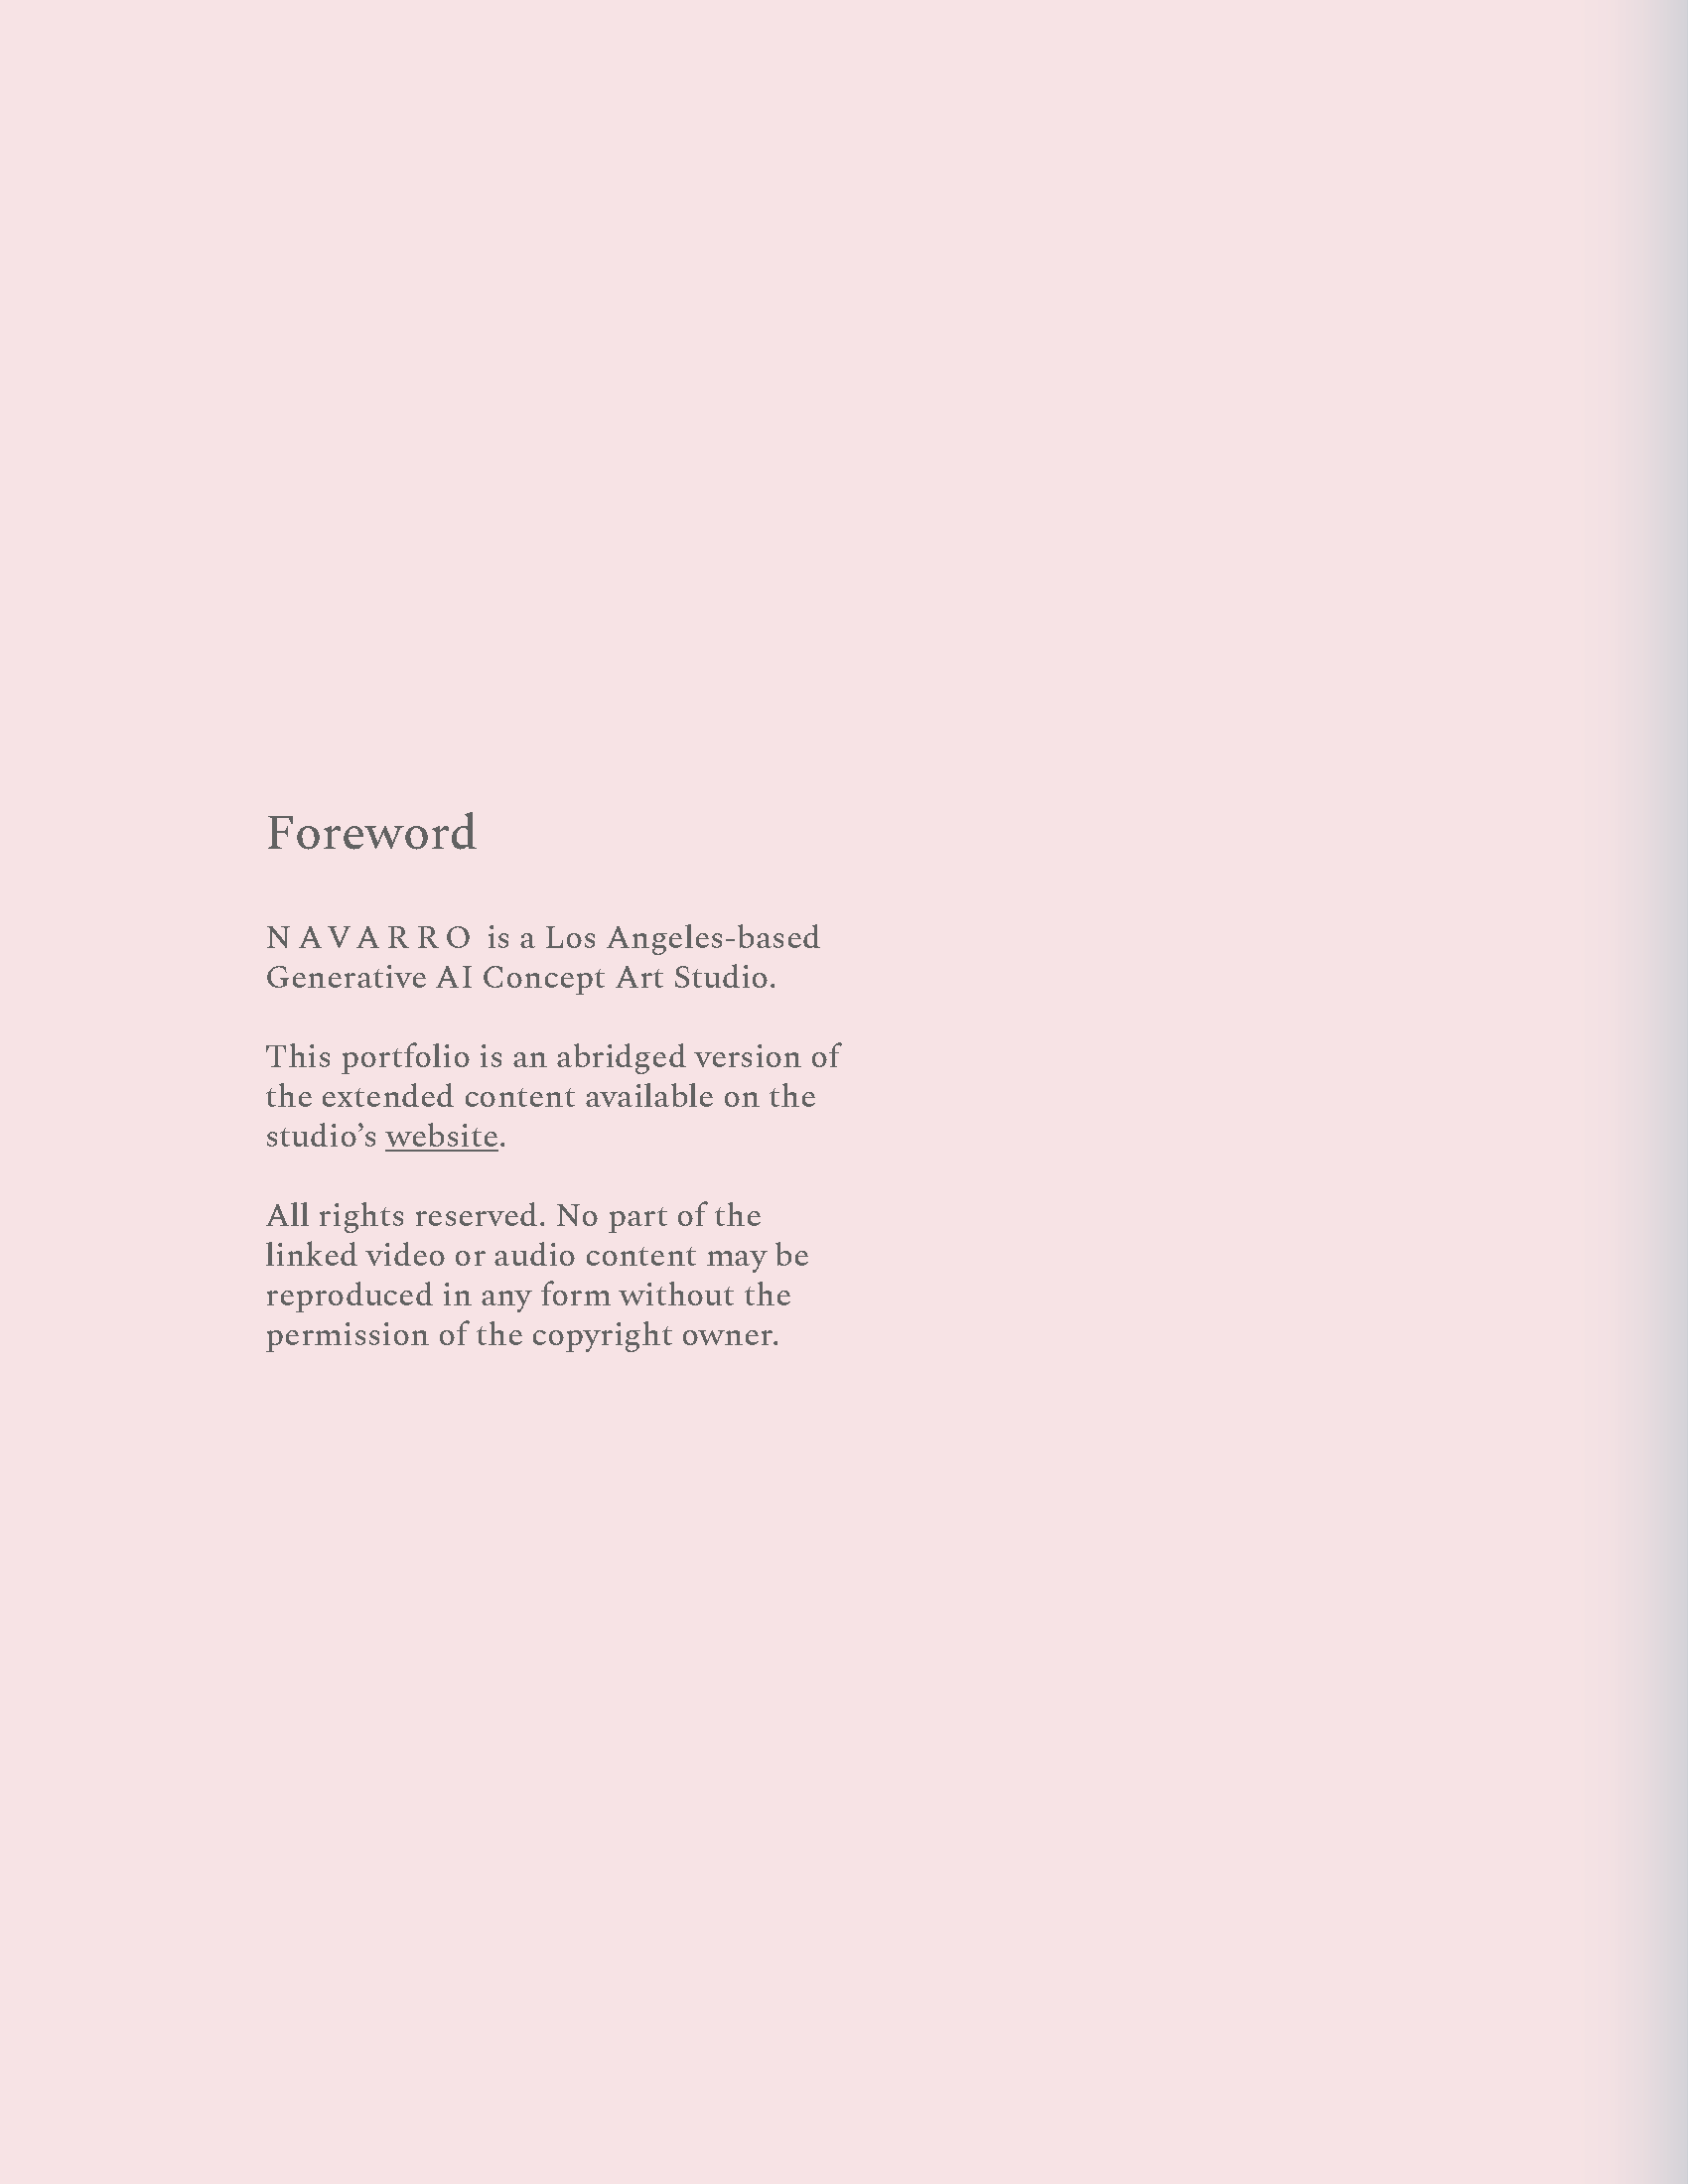 Foreword
N A V A R R O is a Los Angeles-based
Generative AI Concept Art Studio.
This portfolio is an abridged version of
the extended content available on the
studio’s website.
All rights reserved. No part of the
linked video or audio content may be
reproduced in any form without the
permission of the copyright owner.